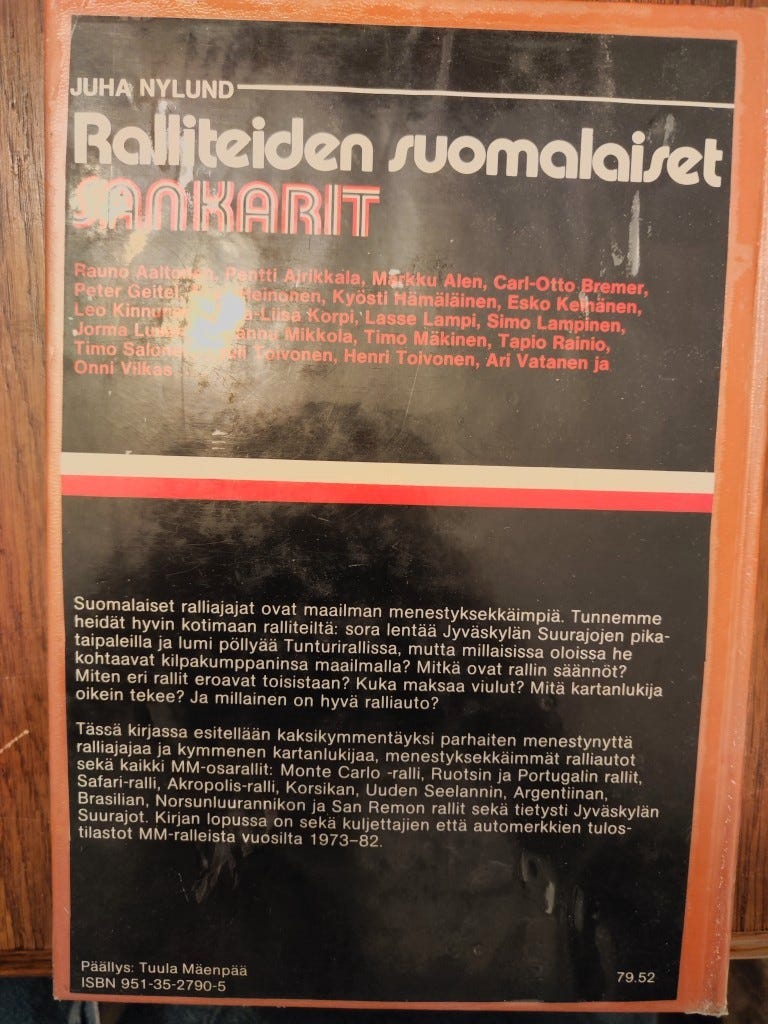 JUHA NYLUND
Ralliteiden suomalaiset
SANKARIT
Rauno Aaltonen, Pentti Airikkala, Markku Alen, Carl-Otto Bremer,
Peter Geitel, Heinonen, Kyösti Hämäläinen, Esko Keinänen,
Leo Kinnunen, -Liisa Korpi, Lasse Lampi, Simo Lampinen,
Jorma Mikkola, Timo Mäkinen, Tapio Rainio,
Timo Salonen, Toivonen, Henri Toivonen, Ari Vatanen ja
Onni Vilkas
Suomalaiset ralliajajat ovat maailman menestyksekkäimpiä. Tunnemme
heidät hyvin kotimaan ralliteiltä: sora lentää Jyväskylän Suurajojen pika-
taipaleilla ja lumi pöllyää Tunturirallissa, mutta millaisissa oloissa he
kohtaavat kilpakumppaninsa maailmalla? Mitkä ovat rallin säännöt?
Miten eri rallit eroavat toisistaan? Kuka maksaa viulut? Mitä kartanlukija
oikein tekee? Ja millainen on hyvä ralliauto?
Tässä kirjassa esitellään kaksikymmentäyksi parhaiten menestynyttä
ralliajajaa ja kymmenen kartanlukijaa, menestyksekkäimmät ralliautot
sekä kaikki MM-osarallit: Monte Carlo -ralli, Ruotsin ja Portugalin rallit,
Safari-ralli, Akropolis-ralli, Korsikan, Uuden Seelannin, Argentiinan,
Brasilian, Norsunluurannikon ja San Remon rallit sekä tietysti Jyväskylän
Suurajot. Kirjan lopussa on sekä kuljettajien että automerkkien tulos-
tilastot MM-ralleista vuosilta 1973–82.
Päällys: Tuula Mäenpää
ISBN 951-35-2790-5
79.52